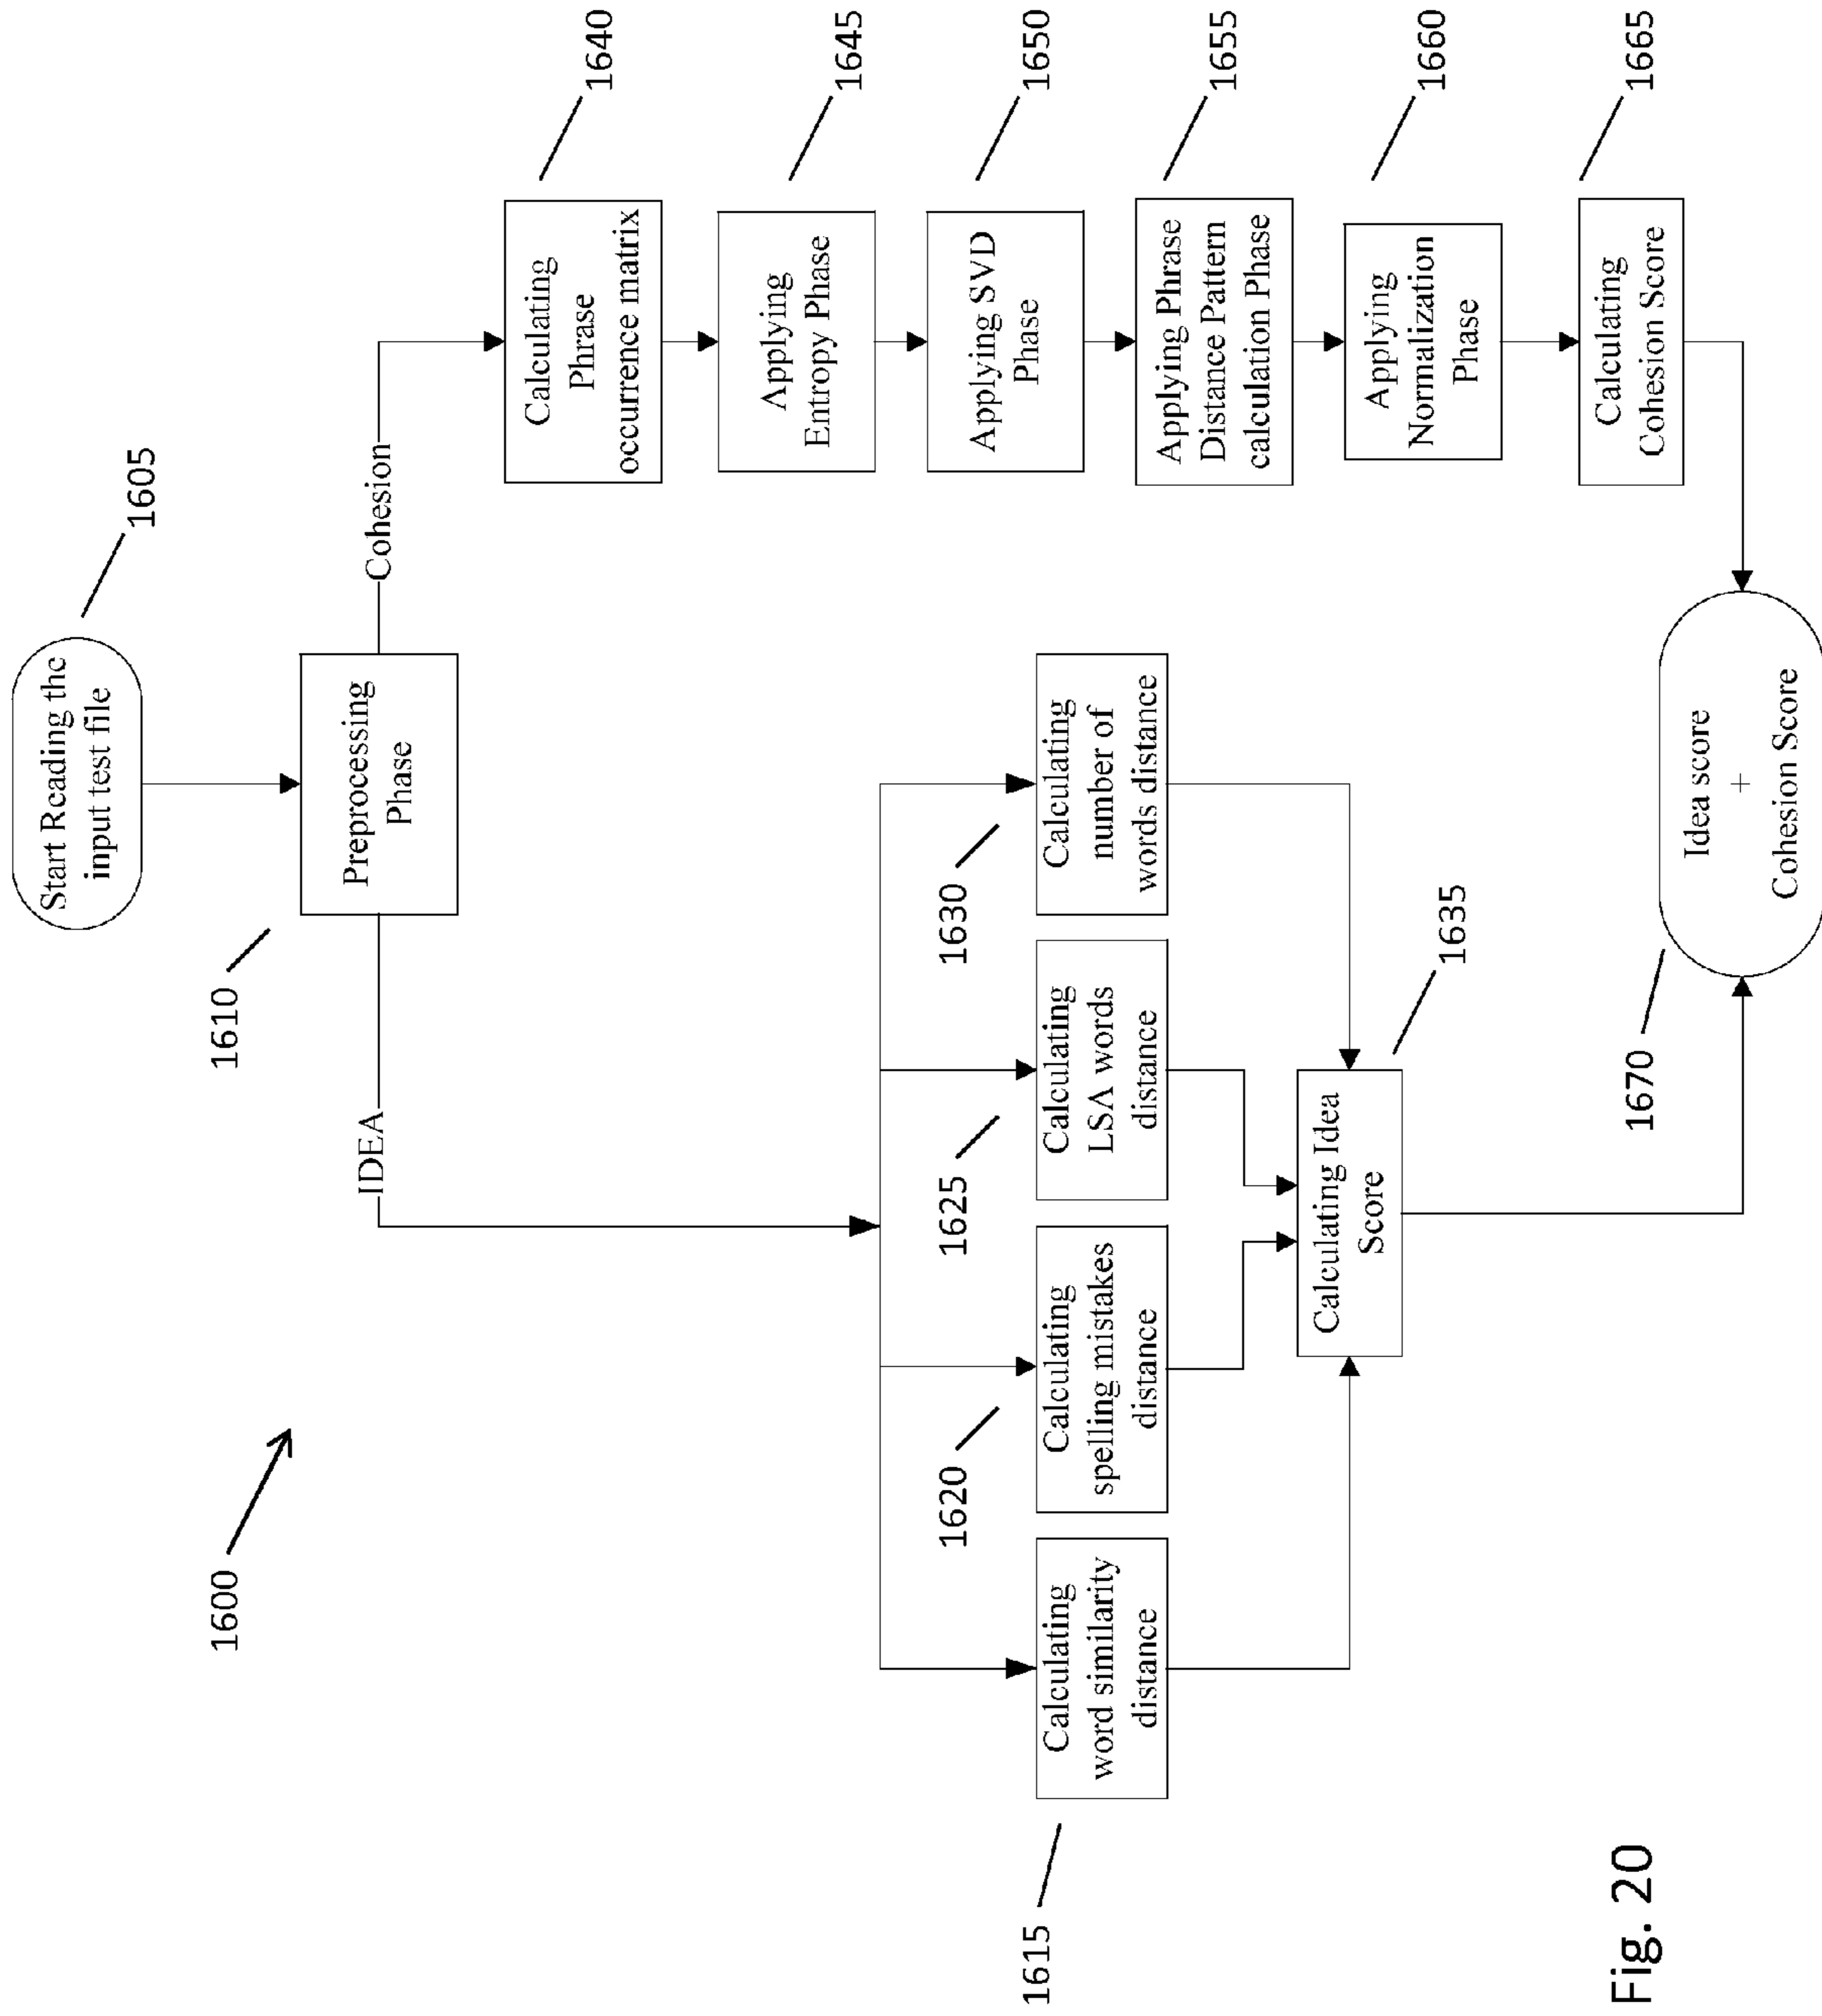 1600
Start Reading the
input test file
1605
1610
Preprocessing
Phase
IDEA
Cohesion
1615
Calculating
word similarity
distance
1620
Calculating
spelling mistakes
distance
1625
Calculating
LSA words
distance
1630
Calculating
number of
words distance
Calculating Idea
Score
1635
Calculating
Phrase
occurrence matrix
1640
Applying
Entropy Phase
1645
Applying SVD
Phase
1650
Applying Phrase
Distance Pattern
calculation Phase
1655
Applying
Normalization
Phase
1660
Calculating
Cohesion Score
1665
1670
Idea score
+
Cohesion Score
Fig. 20